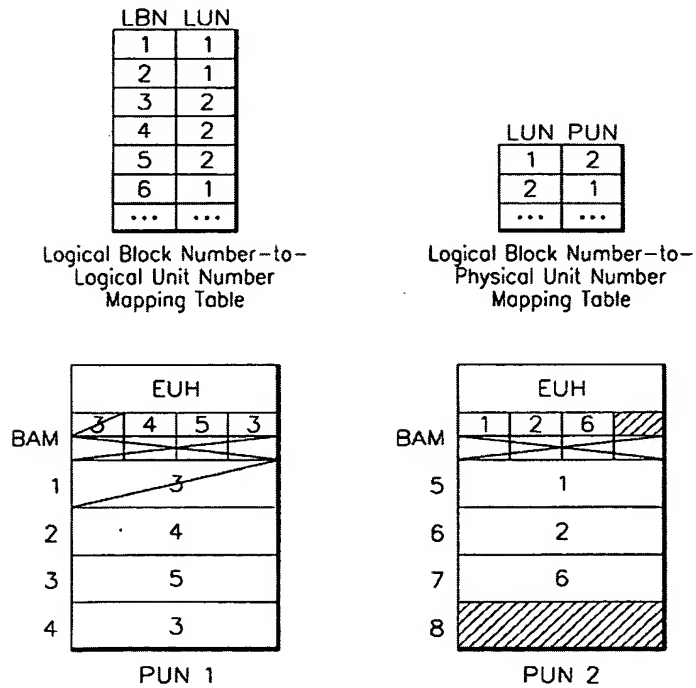 LBN LUN
1 1
2 1
3 2
4 2
5 2
6 1
... ...
Logical Block Number-to-
Logical Unit Number
Mapping Table
LUN PUN
1 2
2 1
... ...
Logical Block Number-to-
Physical Unit Number
Mapping Table
EUH
BAM 3 4 5 3
1 3
2 4
3 5
4 3
PUN 1
EUH
BAM 1 2 6
5 1
6 2
7 6
8
PUN 2